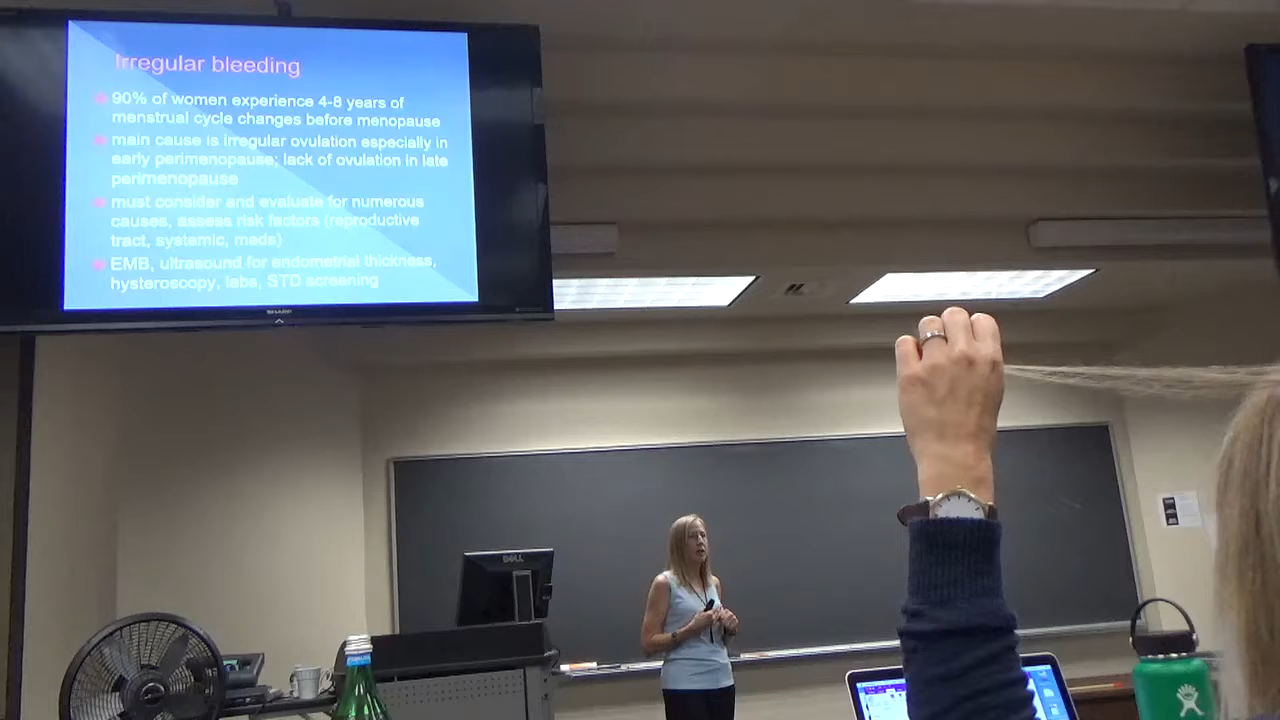 Irregular bleeding
90% of women experience 4-8 years of
menstrual cycle changes before menopause
main cause is irregular ovulation especially in
early perimenopause; lack of ovulation in late
perimenopause
must consider and evaluate for numerous
causes, assess risk factors (reproductive
tract, systemic, meds)
EMB, ultrasound for endometrial thickness,
hysteroscopy, labs, STD screening
SHARP
DELL